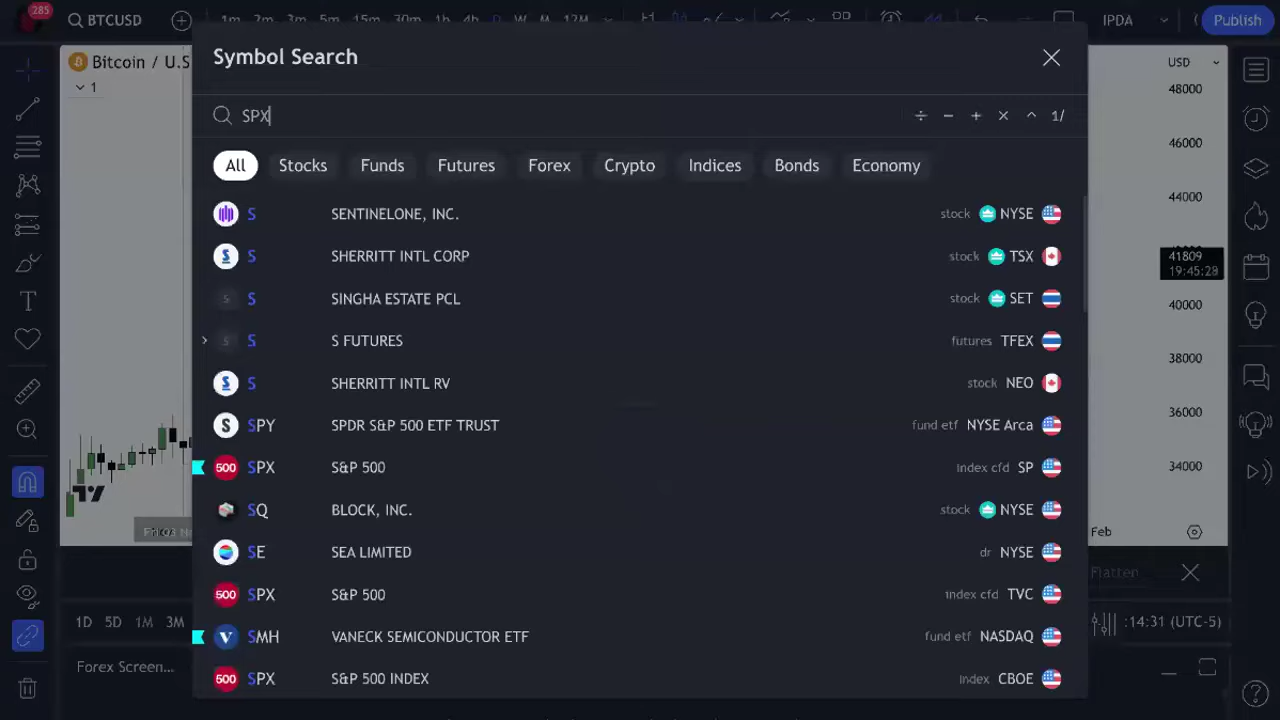 285
BTCUSD
1m 2m 3m 5m 15m 30m 1h 4h D W M 12M
IPDA
Publish
Symbol Search
SPX
1/
All Stocks Funds Futures Forex Crypto Indices Bonds Economy
S SENTINELONE, INC. stock NYSE
S SHERRITT INTL CORP stock TSX
S SINGHA ESTATE PCL stock SET
S S FUTURES futures TFEX
S SHERRITT INTL RV stock NEO
SPY SPDR S&P 500 ETF TRUST fund etf NYSE Arca
500 SPX S&P 500 index cfd SP
SQ BLOCK, INC. stock NYSE
SE SEA LIMITED dr NYSE
500 SPX S&P 500 index cfd TVC
V SMH VANECK SEMICONDUCTOR ETF fund etf NASDAQ
500 SPX S&P 500 INDEX index CBOE
Bitcoin / U.S
1
USD
48000
46000
44000
41809
19:45:28
40000
38000
36000
34000
Feb
Flatten
1D 5D 1M 3M
:14:31 (UTC-5)
Forex Screen...